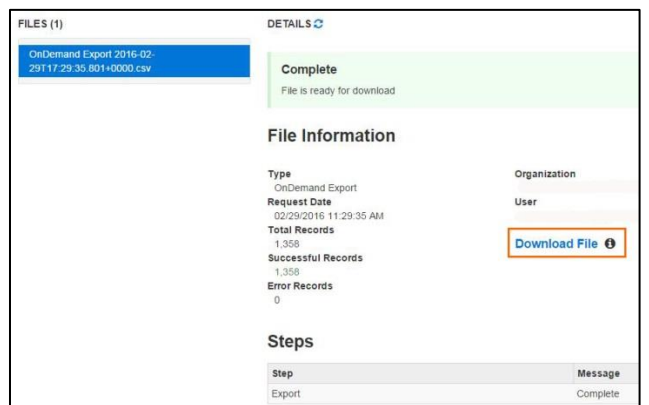 FILES (1)
OnDemand Export 2016-02-
29T17:29:35.801+0000.csv
DETAILS
Complete
File is ready for download
File Information
Type
OnDemand Export
Request Date
02/29/2016 11:29:35 AM
Total Records
1,358
Successful Records
1,358
Error Records
0
Organization
User
Download File
Steps
Step Message
Export Complete